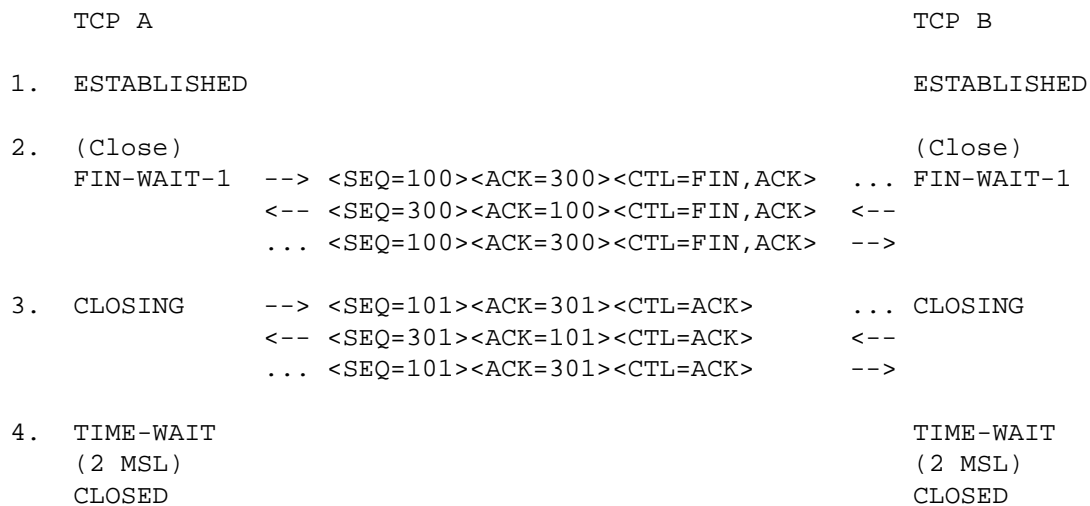 TCP A TCP B
1. ESTABLISHED ESTABLISHED
2. (Close) (Close)
FIN-WAIT-1 --> <SEQ=100><ACK=300><CTL=FIN,ACK> ... FIN-WAIT-1
<-- <SEQ=300><ACK=100><CTL=FIN,ACK> <--
... <SEQ=100><ACK=300><CTL=FIN,ACK> -->
3. CLOSING --> <SEQ=101><ACK=301><CTL=ACK> ... CLOSING
<-- <SEQ=301><ACK=101><CTL=ACK> <--
... <SEQ=101><ACK=301><CTL=ACK> -->
4. TIME-WAIT TIME-WAIT
(2 MSL) (2 MSL)
CLOSED CLOSED